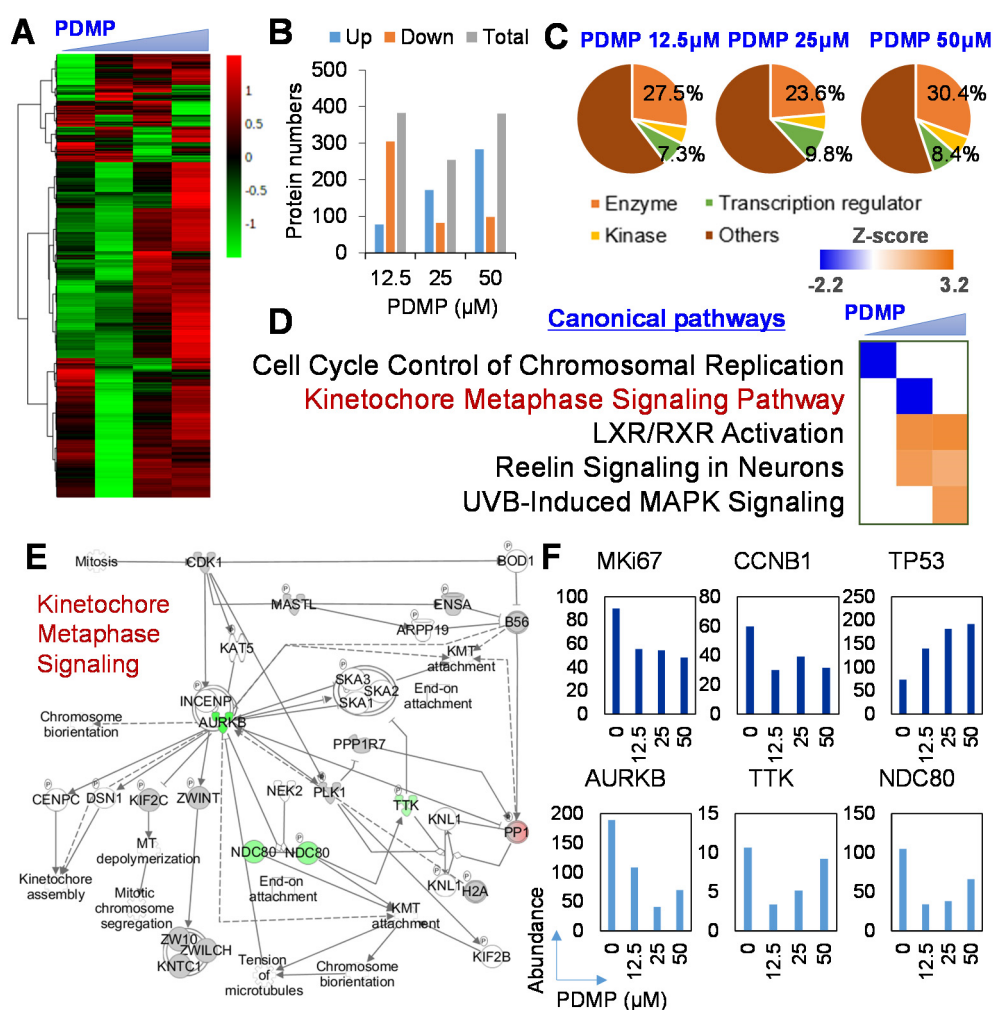 A
PDMP
1
0.5
0
-0.5
-1
B
Up Down Total
Protein numbers
500
400
300
200
100
0
12.5 25 50
PDMP (µM)
C
PDMP 12.5µM PDMP 25µM PDMP 50µM
27.5%
7.3%
23.6%
9.8%
30.4%
8.4%
Enzyme
Transcription regulator
Kinase
Others
Z-score
-2.2 3.2
D
Canonical pathways
PDMP
Cell Cycle Control of Chromosomal Replication
Kinetochore Metaphase Signaling Pathway
LXR/RXR Activation
Reelin Signaling in Neurons
UVB-Induced MAPK Signaling
E
Kinetochore
Metaphase
Signaling
Mitosis
P
CDK1
P
BOD1
P
MASTL
P
ENSA
P
ARPP19
B56
KAT5
KMT
attachment
SKA3
SKA2
SKA1
End-on
attachment
INCENP
P
AURKB
Chromosome
biorientation
PPP1R7
P
CENPC
P
DSN1
P
KIF2C
P
ZWINT
NEK2
P
PLK1
P
TTK
KNL1
P
PP1
MT
depolymerization
NDC80
P
NDC80
Kinetochore
assembly
End-on
attachment
P
KNL1
P
H2A
Mitotic
chromosome
segregation
KMT
attachment
ZW10
ZWILCH
KNTC1
Tension
of
microtubules
Chromosome
biorientation
P
KIF2B
F
MKi67
100
80
60
40
20
0
0 12.5 25 50
CCNB1
80
60
40
20
0
0 12.5 25 50
TP53
250
200
150
100
50
0
0 12.5 25 50
AURKB
200
150
100
50
0
0 12.5 25 50
TTK
15
10
5
0
0 12.5 25 50
NDC80
150
100
50
0
0 12.5 25 50
Abundance
PDMP (µM)